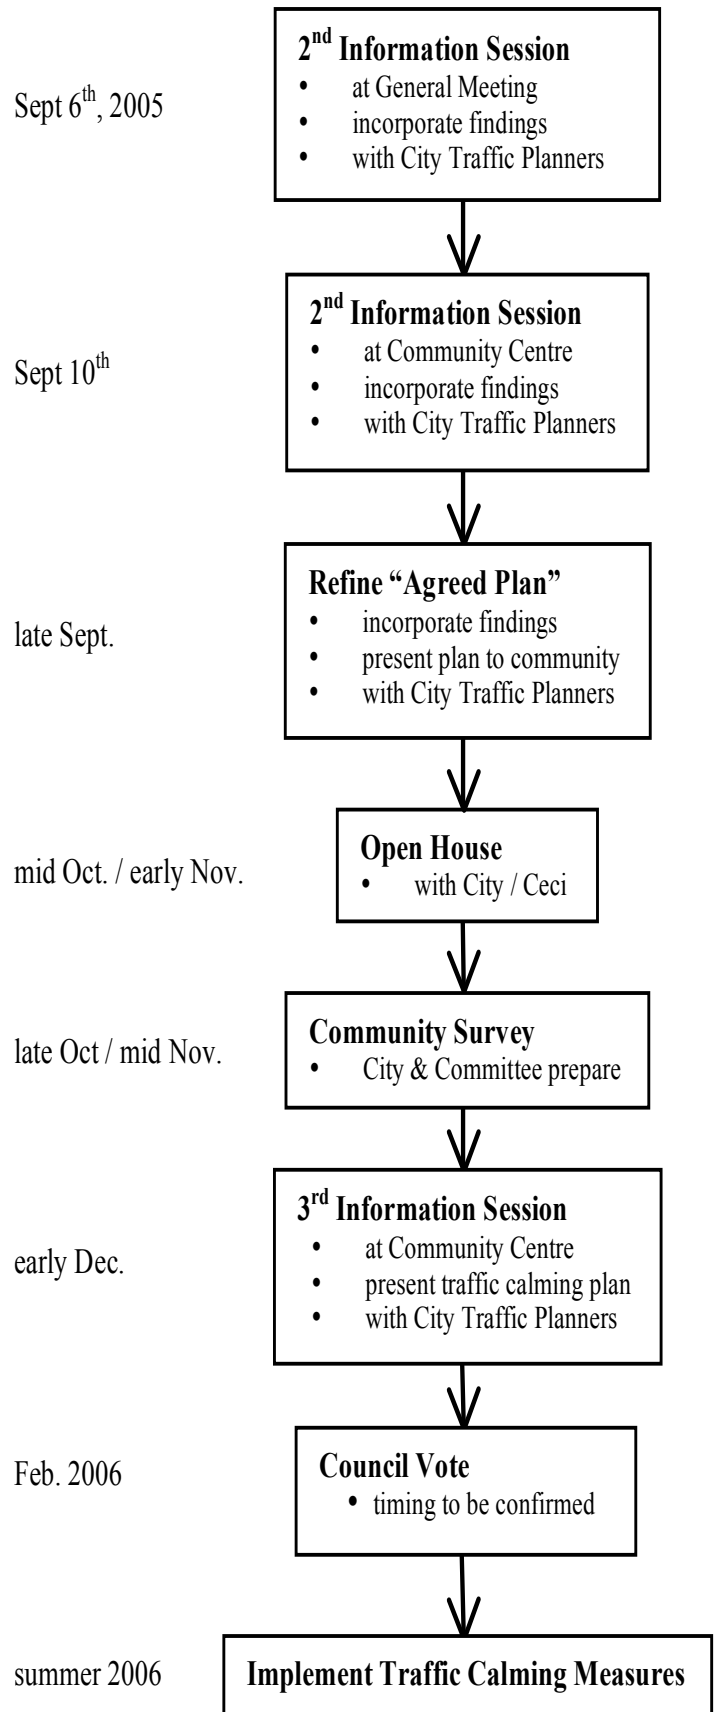 Sept 6th, 2005
2nd Information Session
• at General Meeting
• incorporate findings
• with City Traffic Planners
Sept 10th
2nd Information Session
• at Community Centre
• incorporate findings
• with City Traffic Planners
late Sept.
Refine “Agreed Plan”
• incorporate findings
• present plan to community
• with City Traffic Planners
mid Oct. / early Nov.
Open House
• with City / Ceci
late Oct / mid Nov.
Community Survey
• City & Committee prepare
early Dec.
3rd Information Session
• at Community Centre
• present traffic calming plan
• with City Traffic Planners
Feb. 2006
Council Vote
• timing to be confirmed
summer 2006
Implement Traffic Calming Measures